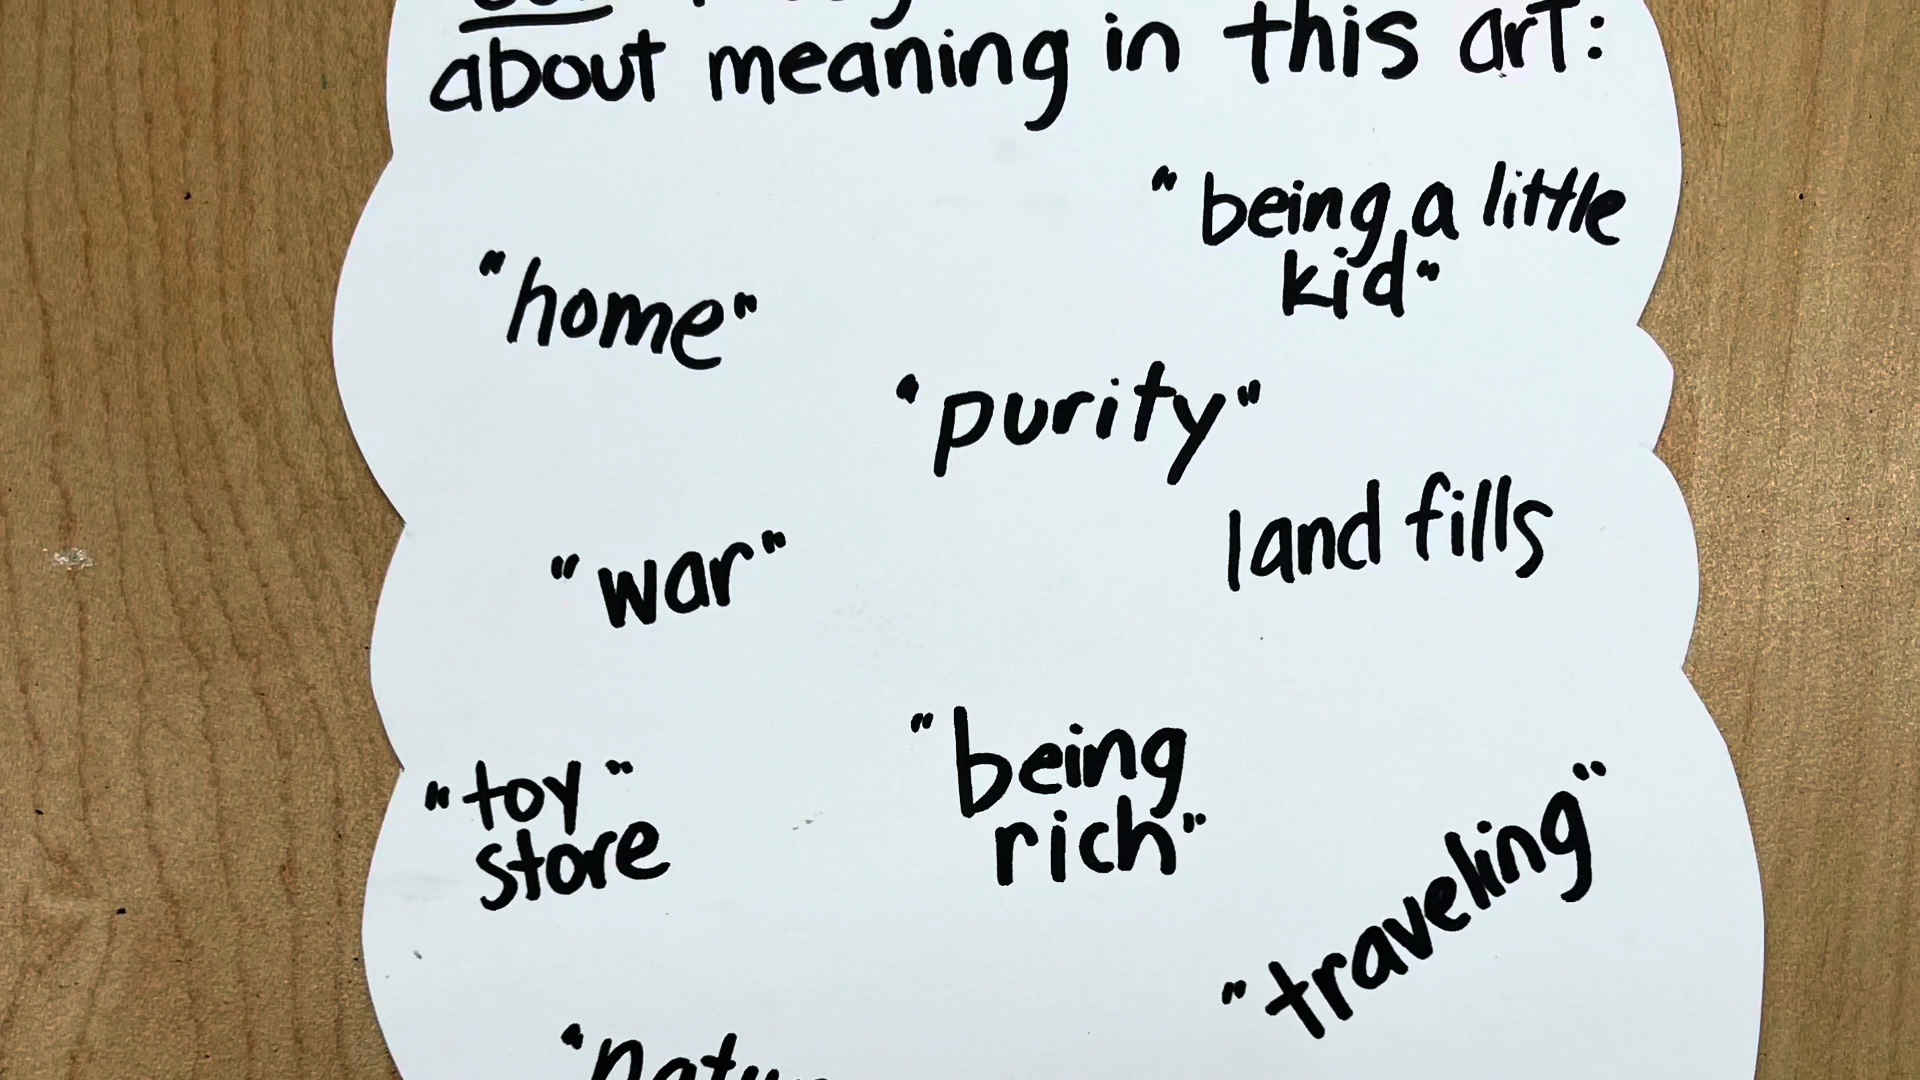 about meaning in this art:
"being a little
kid"
"home"
"purity"
land fills
"war"
"being
rich"
"toy"
store
"traveling"